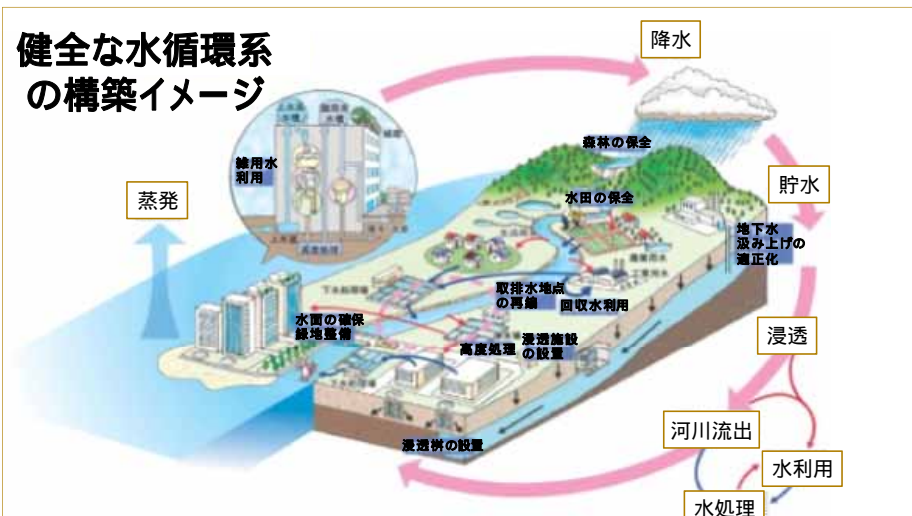 健全な水循環系
の構築イメージ
降水
森林の保全
雑用水
利用
水田の保全
貯水
蒸発
地下水
汲み上げの
適正化
取排水地点
の再編
回収水利用
水面の確保
緑地整備
高度処理
浸透施設
の設置
浸透
浸透桝の設置
河川流出
水利用
水処理